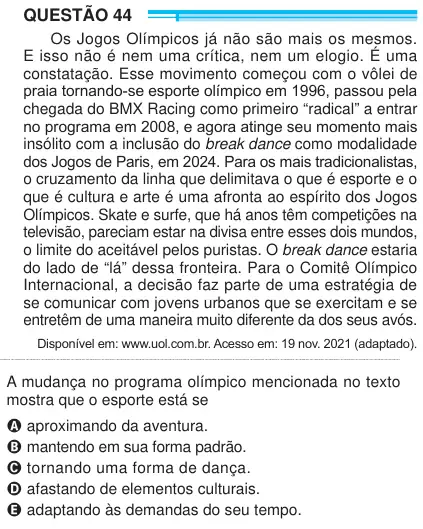 QUESTÃO 44
Os Jogos Olímpicos já não são mais os mesmos.
E isso não é nem uma crítica, nem um elogio. É uma
constatação. Esse movimento começou com o vôlei de
praia tornando-se esporte olímpico em 1996, passou pela
chegada do BMX Racing como primeiro “radical” a entrar
no programa em 2008, e agora atinge seu momento mais
insólito com a inclusão do break dance como modalidade
dos Jogos de Paris, em 2024. Para os mais tradicionalistas,
o cruzamento da linha que delimitava o que é esporte e o
que é cultura e arte é uma afronta ao espírito dos Jogos
Olímpicos. Skate e surfe, que há anos têm competições na
televisão, pareciam estar na divisa entre esses dois mundos,
o limite do aceitável pelos puristas. O break dance estaria
do lado de “lá” dessa fronteira. Para o Comitê Olímpico
Internacional, a decisão faz parte de uma estratégia de
se comunicar com jovens urbanos que se exercitam e se
entretêm de uma maneira muito diferente da dos seus avós.
Disponível em: www.uol.com.br. Acesso em: 19 nov. 2021 (adaptado).
A mudança no programa olímpico mencionada no texto
mostra que o esporte está se
A aproximando da aventura.
B mantendo em sua forma padrão.
C tornando uma forma de dança.
D afastando de elementos culturais.
E adaptando às demandas do seu tempo.